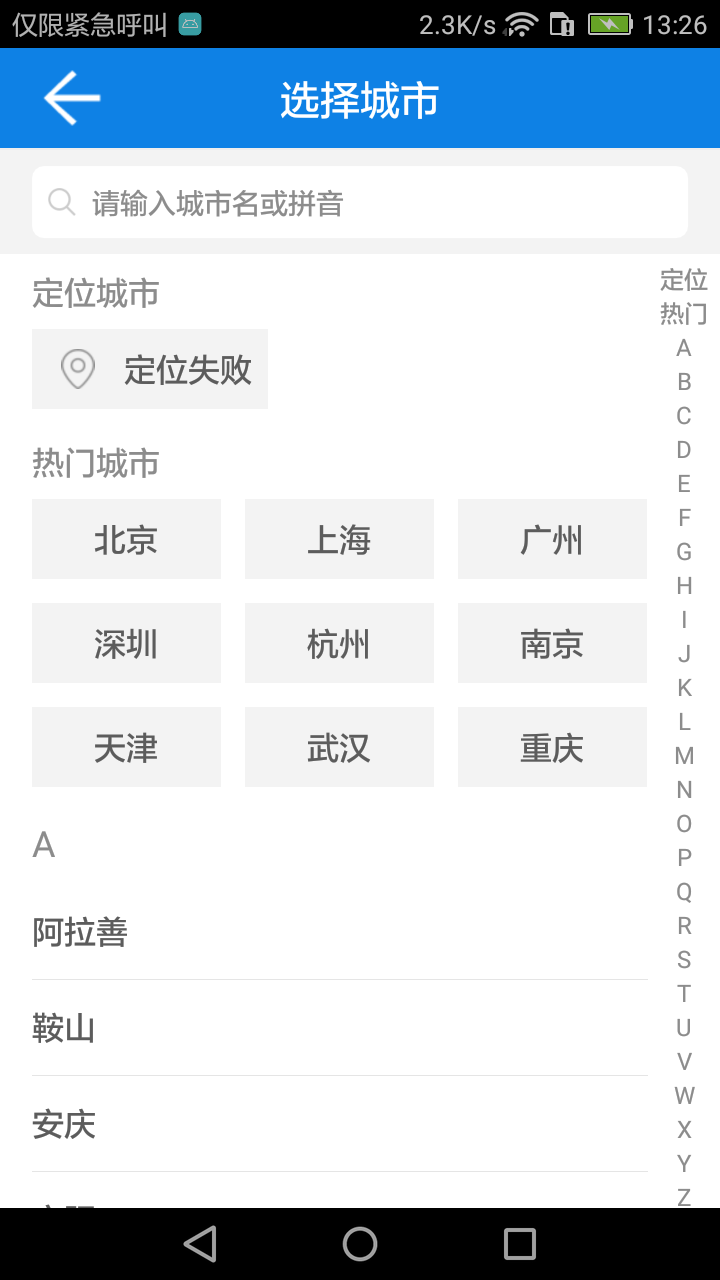 仅限紧急呼叫 2.3K/s 13:26
选择城市
请输入城市名或拼音
定位城市
定位失败
热门城市
北京 上海 广州
深圳 杭州 南京
天津 武汉 重庆
A
阿拉善
鞍山
安庆
定位
热门
A
B
C
D
E
F
G
H
I
J
K
L
M
N
O
P
Q
R
S
T
U
V
W
X
Y
Z